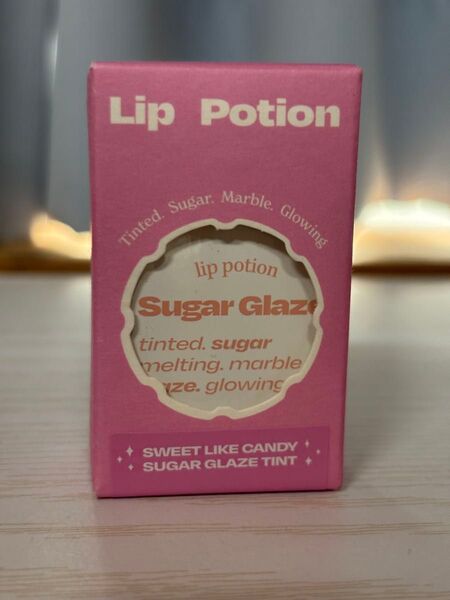 Lip Potion
Tinted. Sugar. Marble. Glowing
lip potion
Sugar Glaze
tinted. sugar
melting. marble
aze. glowing
SWEET LIKE CANDY
SUGAR GLAZE TINT